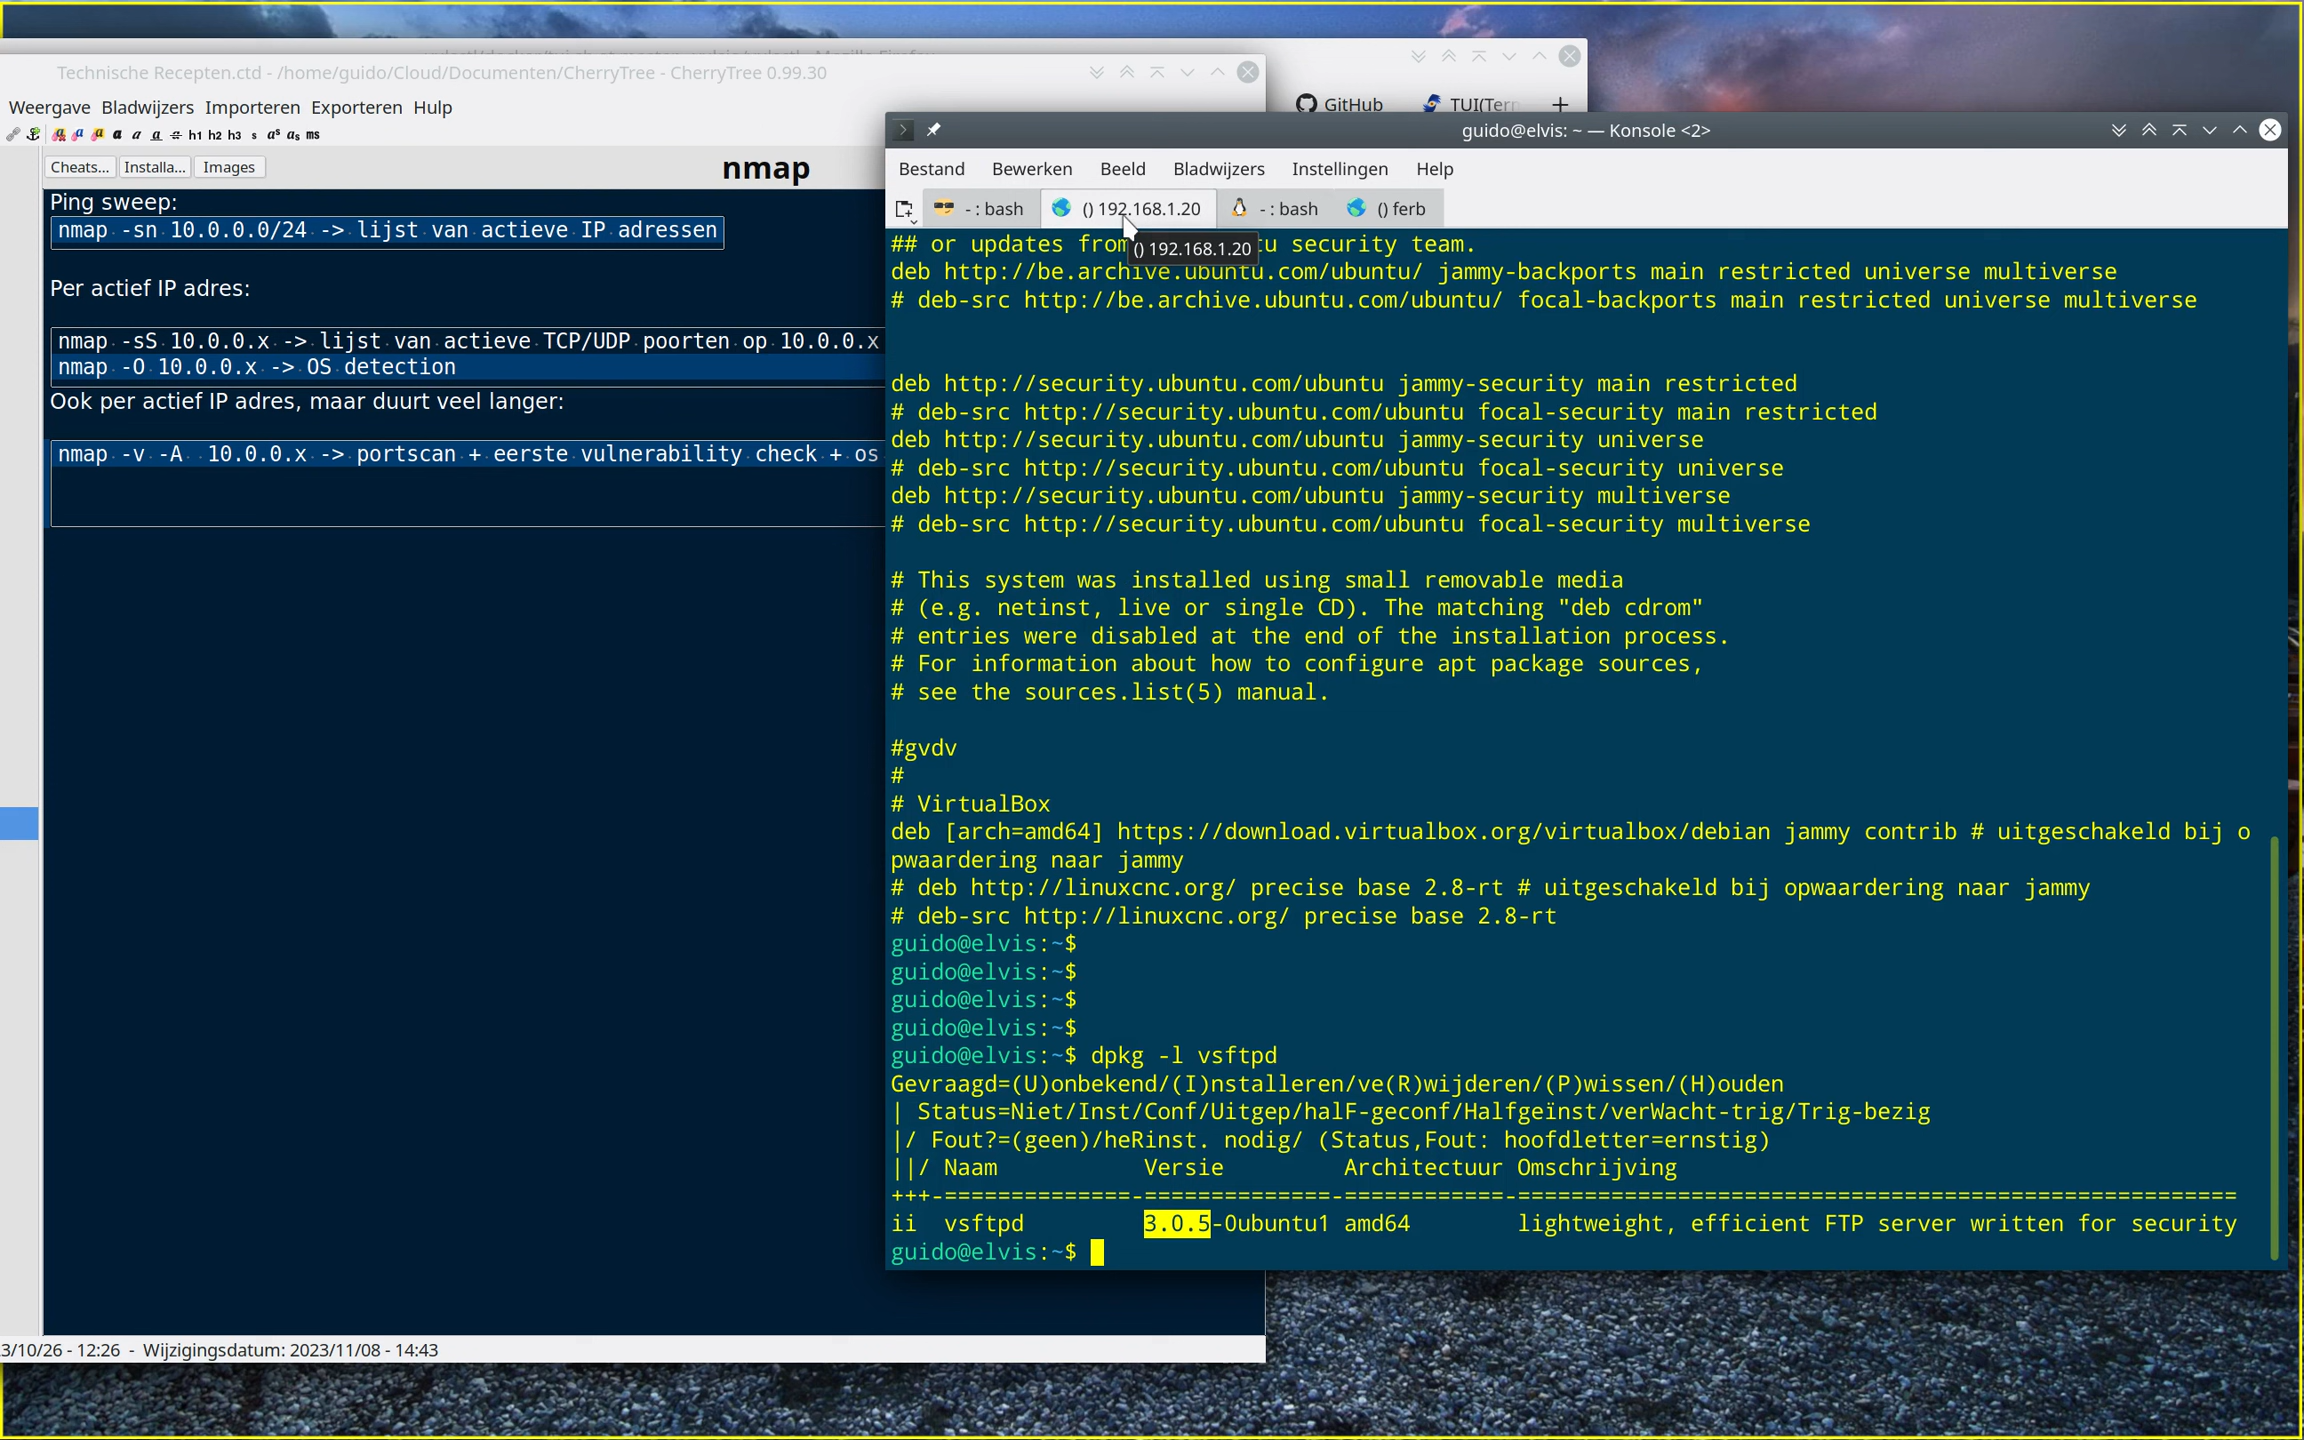 Technische Recepten.ctd - /home/guido/Cloud/Documenten/CherryTree - CherryTree 0.99.30
Weergave Bladwijzers Importeren Exporteren Hulp
h1 h2 h3 s aˢ aₛ ms
Cheats... Installa... Images
nmap
Ping sweep:
nmap -sn 10.0.0.0/24 -> lijst van actieve IP adressen
Per actief IP adres:
nmap -sS 10.0.0.x -> lijst van actieve TCP/UDP poorten op 10.0.0.x
nmap -O 10.0.0.x -> OS detection
Ook per actief IP adres, maar duurt veel langer:
nmap -v -A  10.0.0.x -> portscan + eerste vulnerability check + os
3/10/26 - 12:26 - Wijzigingsdatum: 2023/11/08 - 14:43
GitHub
TUI(Ter
guido@elvis: ~ — Konsole <2>
Bestand Bewerken Beeld Bladwijzers Instellingen Help
- : bash () 192.168.1.20 - : bash () ferb
() 192.168.1.20
## or updates from u security team.
deb http://be.archive.ubuntu.com/ubuntu/ jammy-backports main restricted universe multiverse
# deb-src http://be.archive.ubuntu.com/ubuntu/ focal-backports main restricted universe multiverse
deb http://security.ubuntu.com/ubuntu jammy-security main restricted
# deb-src http://security.ubuntu.com/ubuntu focal-security main restricted
deb http://security.ubuntu.com/ubuntu jammy-security universe
# deb-src http://security.ubuntu.com/ubuntu focal-security universe
deb http://security.ubuntu.com/ubuntu jammy-security multiverse
# deb-src http://security.ubuntu.com/ubuntu focal-security multiverse
# This system was installed using small removable media
# (e.g. netinst, live or single CD). The matching "deb cdrom"
# entries were disabled at the end of the installation process.
# For information about how to configure apt package sources,
# see the sources.list(5) manual.
#gvdv
#
# VirtualBox
deb [arch=amd64] https://download.virtualbox.org/virtualbox/debian jammy contrib # uitgeschakeld bij o
pwaardering naar jammy
# deb http://linuxcnc.org/ precise base 2.8-rt # uitgeschakeld bij opwaardering naar jammy
# deb-src http://linuxcnc.org/ precise base 2.8-rt
guido@elvis:~$
guido@elvis:~$
guido@elvis:~$
guido@elvis:~$
guido@elvis:~$ dpkg -l vsftpd
Gevraagd=(U)onbekend/(I)nstalleren/ve(R)wijderen/(P)wissen/(H)ouden
| Status=Niet/Inst/Conf/Uitgep/halF-geconf/Halfgeïnst/verWacht-trig/Trig-bezig
|/ Fout?=(geen)/heRinst. nodig/ (Status,Fout: hoofdletter=ernstig)
||/ Naam           Versie         Architectuur Omschrijving
+++-==============-==============-============-======================================================
ii  vsftpd         3.0.5-0ubuntu1 amd64        lightweight, efficient FTP server written for security
guido@elvis:~$